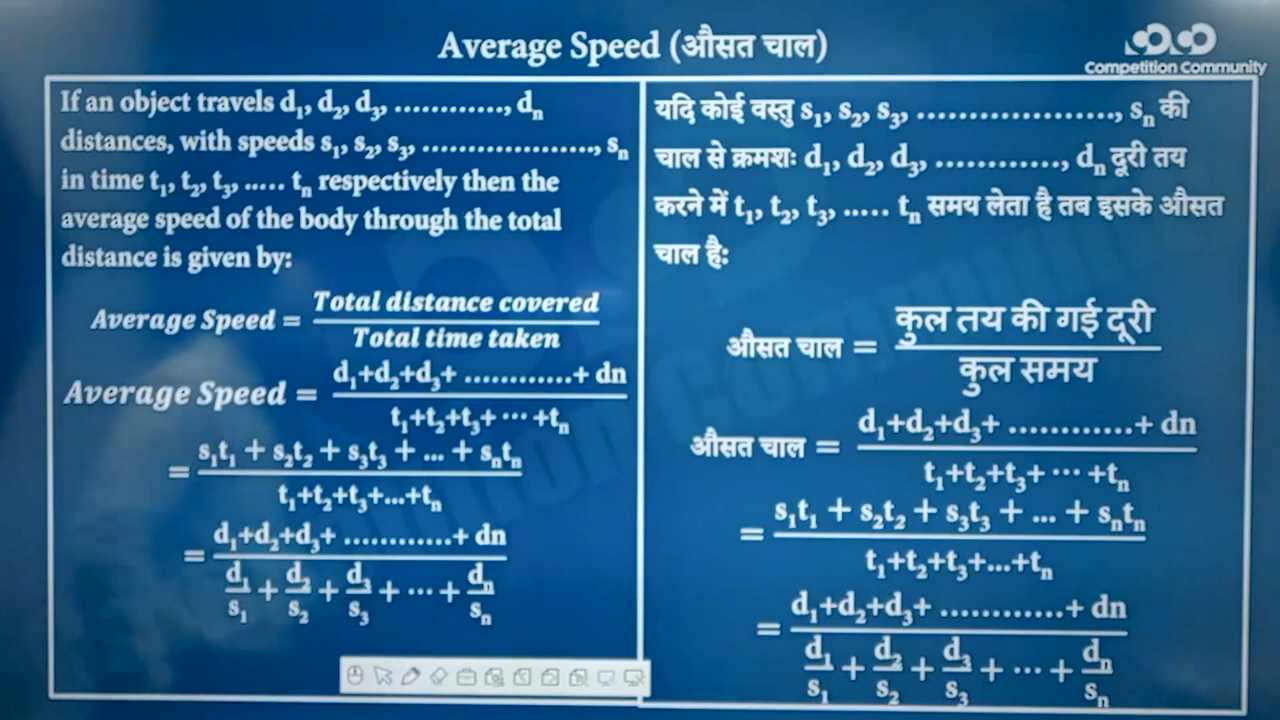 Average Speed (औसत चाल)
Competition Community
If an object travels d₁, d₂, d₃, ............, dₙ
distances, with speeds s₁, s₂, s₃, ..................., sₙ
in time t₁, t₂, t₃, ..... tₙ respectively then the
average speed of the body through the total
distance is given by:
Average Speed = Total distance covered / Total time taken
Average Speed = d₁+d₂+d₃+ ............+ dn / t₁+t₂+t₃+ ··· +tₙ
= s₁t₁ + s₂t₂ + s₃t₃ + ... + sₙtₙ / t₁+t₂+t₃+...+tₙ
= d₁+d₂+d₃+ ............+ dn / d₁/s₁ + d₂/s₂ + d₃/s₃ + ··· + dₙ/sₙ
यदि कोई वस्तु s₁, s₂, s₃, ...................., sₙ की
चाल से क्रमशः d₁, d₂, d₃, ............, dₙ दूरी तय
करने में t₁, t₂, t₃, ..... tₙ समय लेता है तब इसके औसत
चाल है:
औसत चाल = कुल तय की गई दूरी / कुल समय
औसत चाल = d₁+d₂+d₃+ ............+ dn / t₁+t₂+t₃+ ··· +tₙ
= s₁t₁ + s₂t₂ + s₃t₃ + ... + sₙtₙ / t₁+t₂+t₃+...+tₙ
= d₁+d₂+d₃+ ............+ dn / d₁/s₁ + d₂/s₂ + d₃/s₃ + ··· + dₙ/sₙ